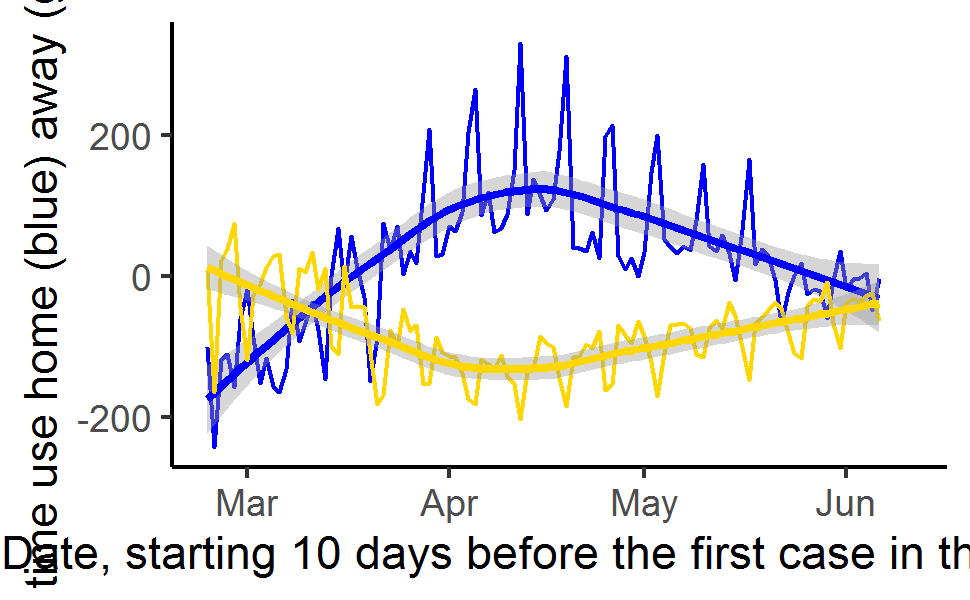 time use home (blue) away (g
200
0
-200
Mar Apr May Jun
Date, starting 10 days before the first case in th